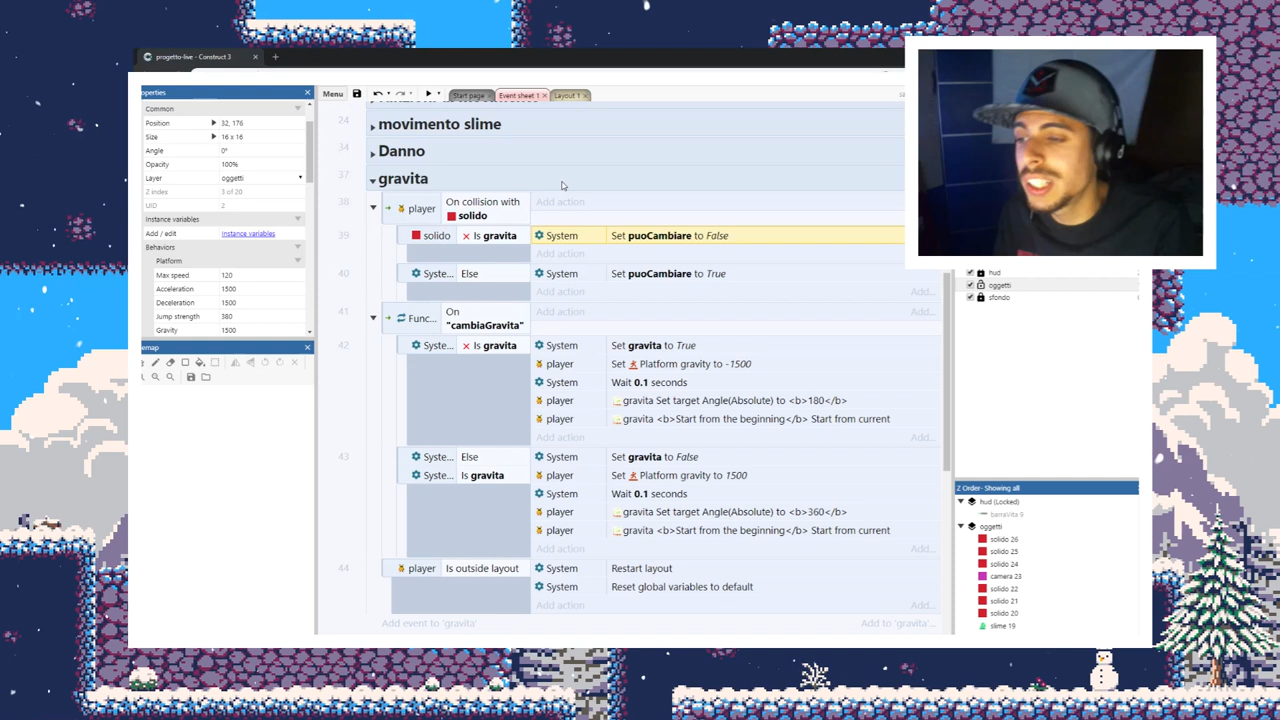 progetto-live - Construct 3
operties
Menu
Start page
Event sheet 1
Layout 1
Common
Position 32, 176
Size 16 x 16
Angle 0°
Opacity 100%
Layer oggetti
Z index 3 of 20
UID 2
Instance variables
Add / edit Instance variables
Behaviors
Platform
Max speed 120
Acceleration 1500
Deceleration 1500
Jump strength 380
Gravity 1500
emap
24 movimento slime
34 Danno
37 gravita
38 player On collision with solido Add action
39 solido Is gravita System Set puoCambiare to False
Add action
40 Syste... Else System Set puoCambiare to True
Add action Add...
41 Func... On "cambiaGravita" Add action Add...
42 Syste... Is gravita System Set gravita to True
player Set Platform gravity to -1500
System Wait 0.1 seconds
player gravita Set target Angle(Absolute) to <b>180</b>
player gravita <b>Start from the beginning</b> Start from current
Add action Add...
43 Syste... Else System Set gravita to False
Syste... Is gravita player Set Platform gravity to 1500
System Wait 0.1 seconds
player gravita Set target Angle(Absolute) to <b>360</b>
player gravita <b>Start from the beginning</b> Start from current
Add action Add...
44 player Is outside layout System Restart layout
System Reset global variables to default
Add action Add...
Add event to 'gravita' Add to 'gravita'...
hud
oggetti
sfondo
Z Order- Showing all
hud (Locked)
barraVita 9
oggetti
solido 26
solido 25
solido 24
camera 23
solido 22
solido 21
solido 20
slime 19